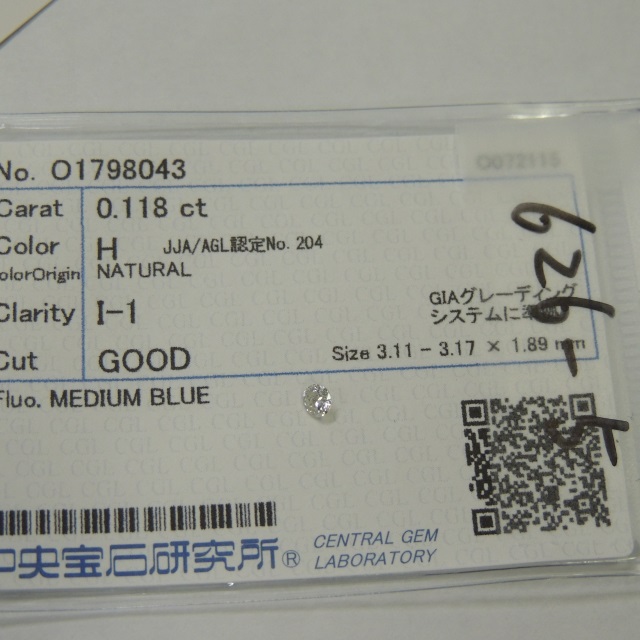 No. O1798043
O072115
Carat 0.118 ct
Color H JJA/AGL認定No. 204
ColorOrigin NATURAL
Clarity I-1
GIAグレーディング
システムに準
Cut GOOD
Size 3.11 - 3.17 × 1.89 mm
Fluo. MEDIUM BLUE
中央宝石研究所® CENTRAL GEM
LABORATORY